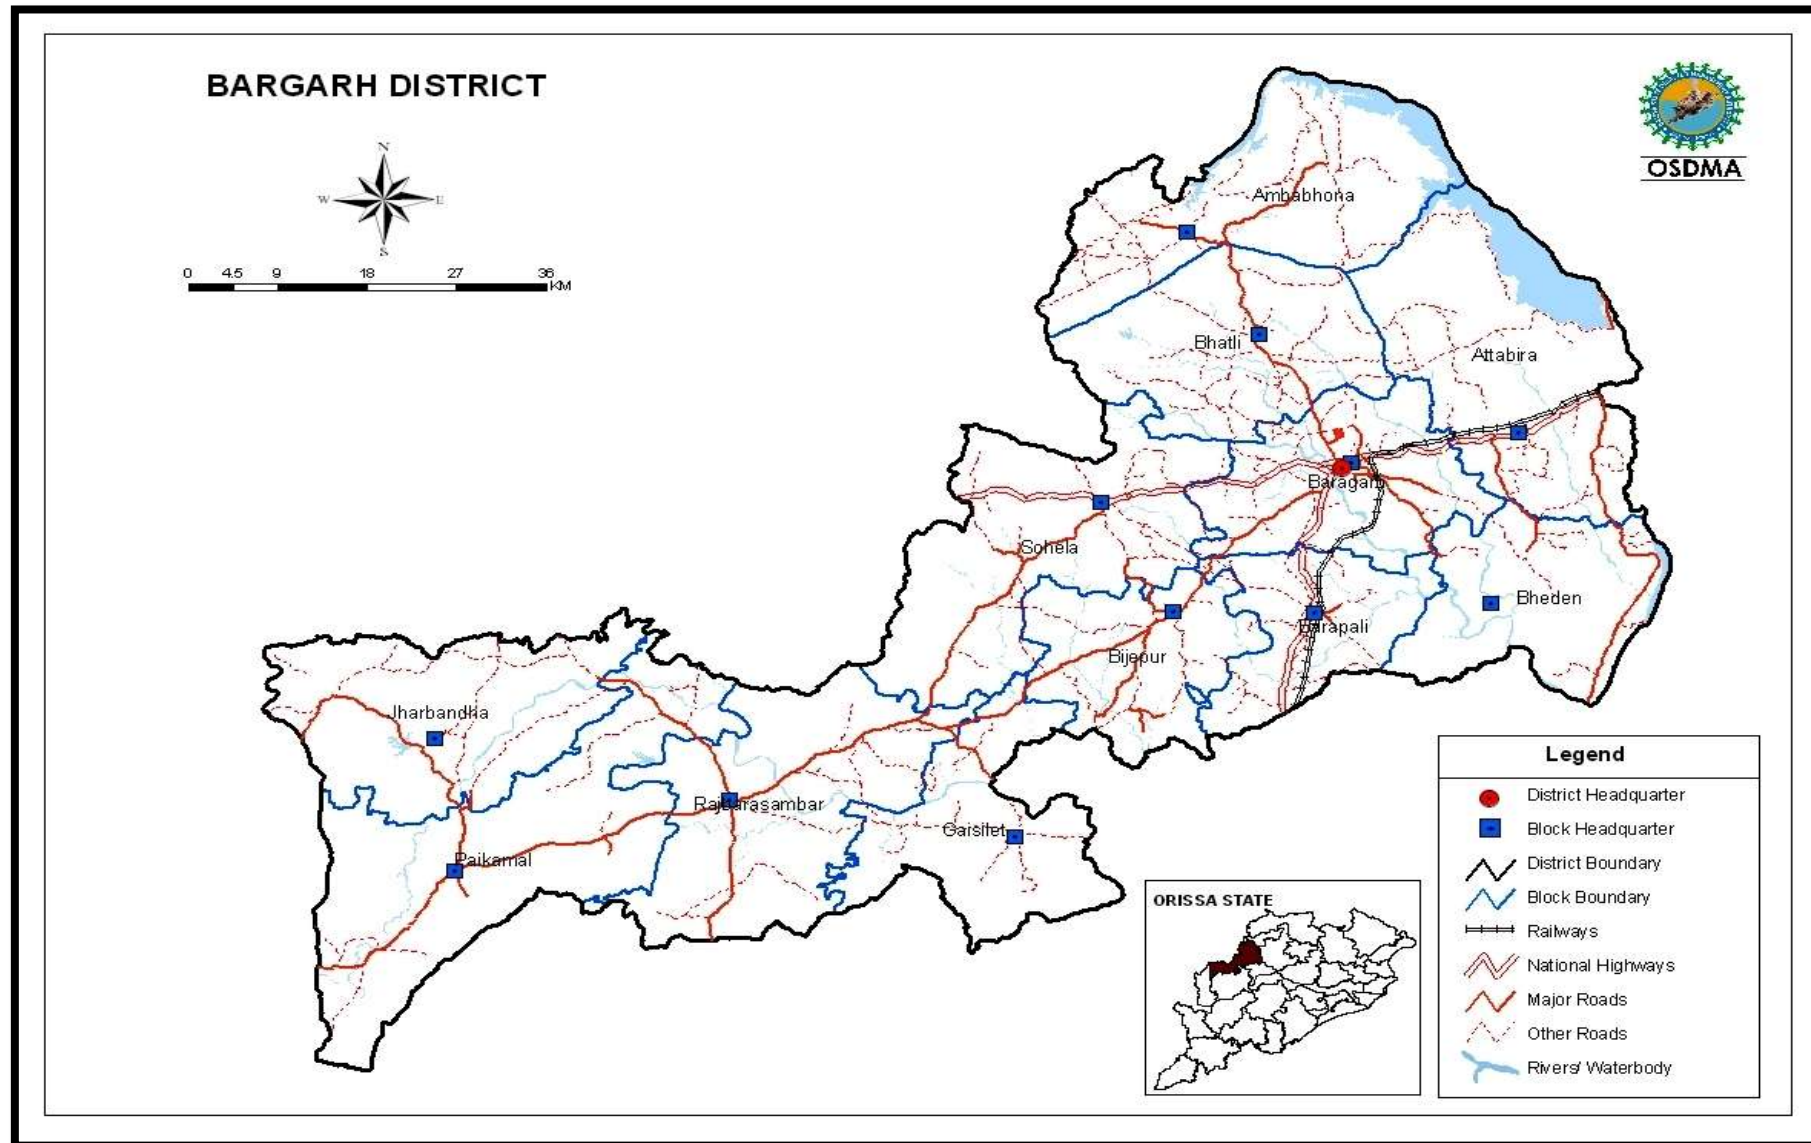 BARGARH DISTRICT
N
W E
S
0 4.5 9 18 27 36
KM
OSDMA
Ambabhona
Bhatli
Attabira
Baragarh
Sohela
Bheden
Barapali
Bijepur
Jharbandha
Rajbarasambar
Gaisilet
Paikamal
ORISSA STATE
Legend
District Headquarter
Block Headquarter
District Boundary
Block Boundary
Railways
National Highways
Major Roads
Other Roads
Rivers/ Waterbody